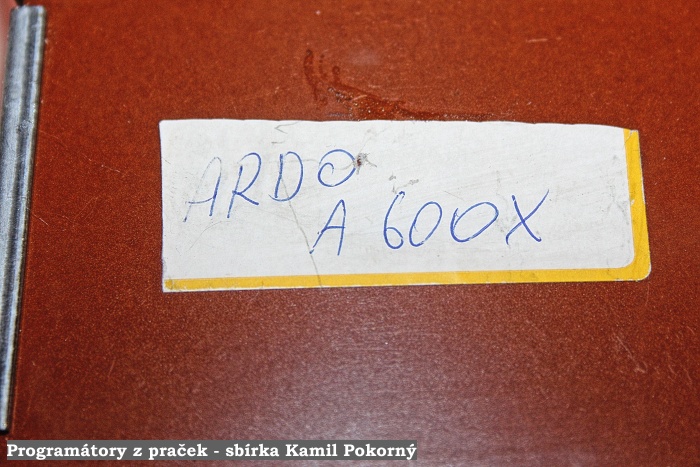 ARDO
A 600X
Programátory z praček - sbírka Kamil Pokorný